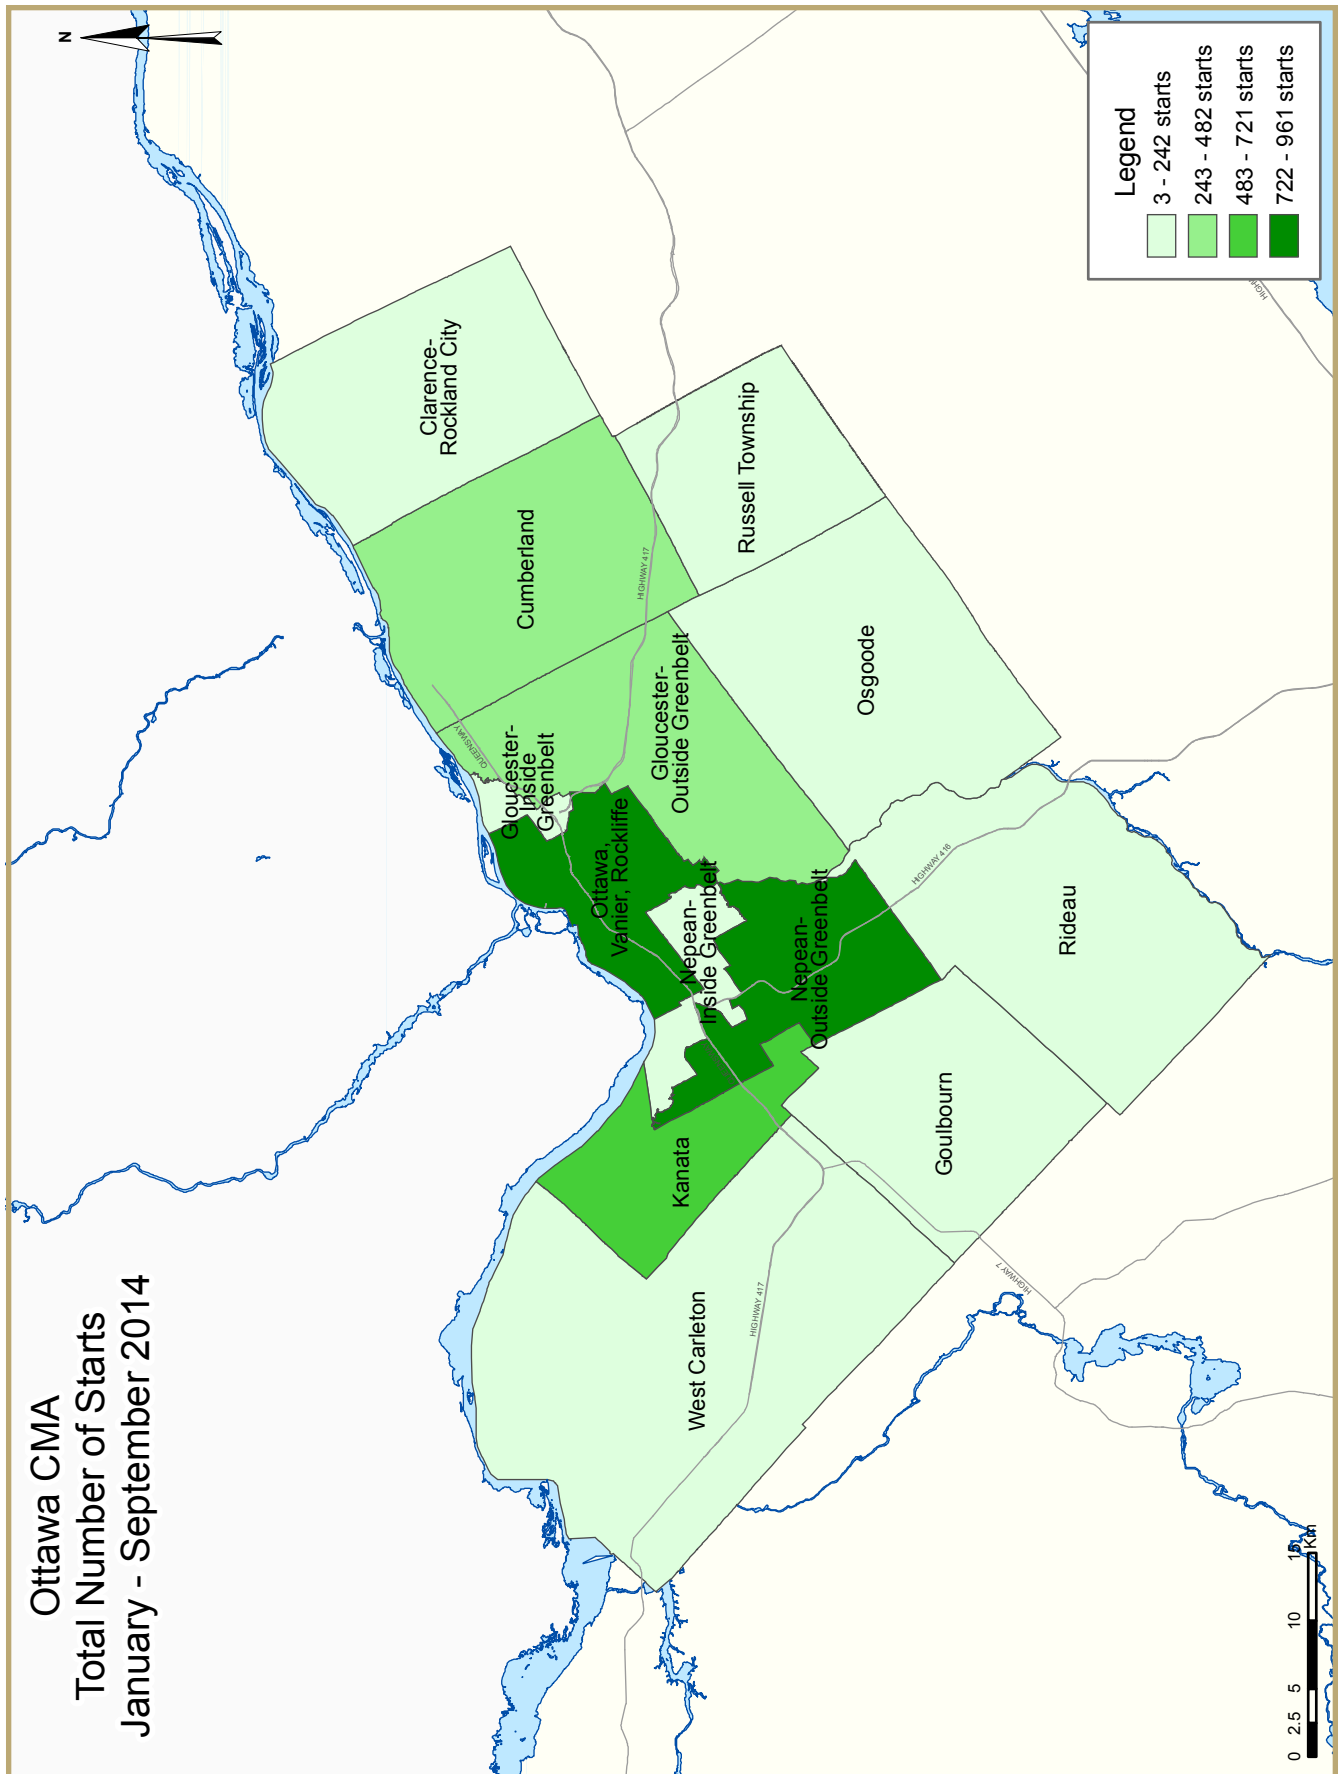 Ottawa CMA
Total Number of Starts
January - September 2014
N
Legend
3 - 242 starts
243 - 482 starts
483 - 721 starts
722 - 961 starts
Clarence-
Rockland City
Cumberland
Russell Township
HIGHWAY 417
QUEENSWAY
Gloucester-
Inside
Greenbelt
Gloucester-
Outside Greenbelt
Osgoode
Ottawa,
Vanier, Rockliffe
Nepean-
Inside Greenbelt
Nepean-
Outside Greenbelt
HIGHWAY 416
Rideau
Kanata
Goulbourn
West Carleton
HIGHWAY 417
HIGHWAY 7
0 2.5 5 10 15
Km